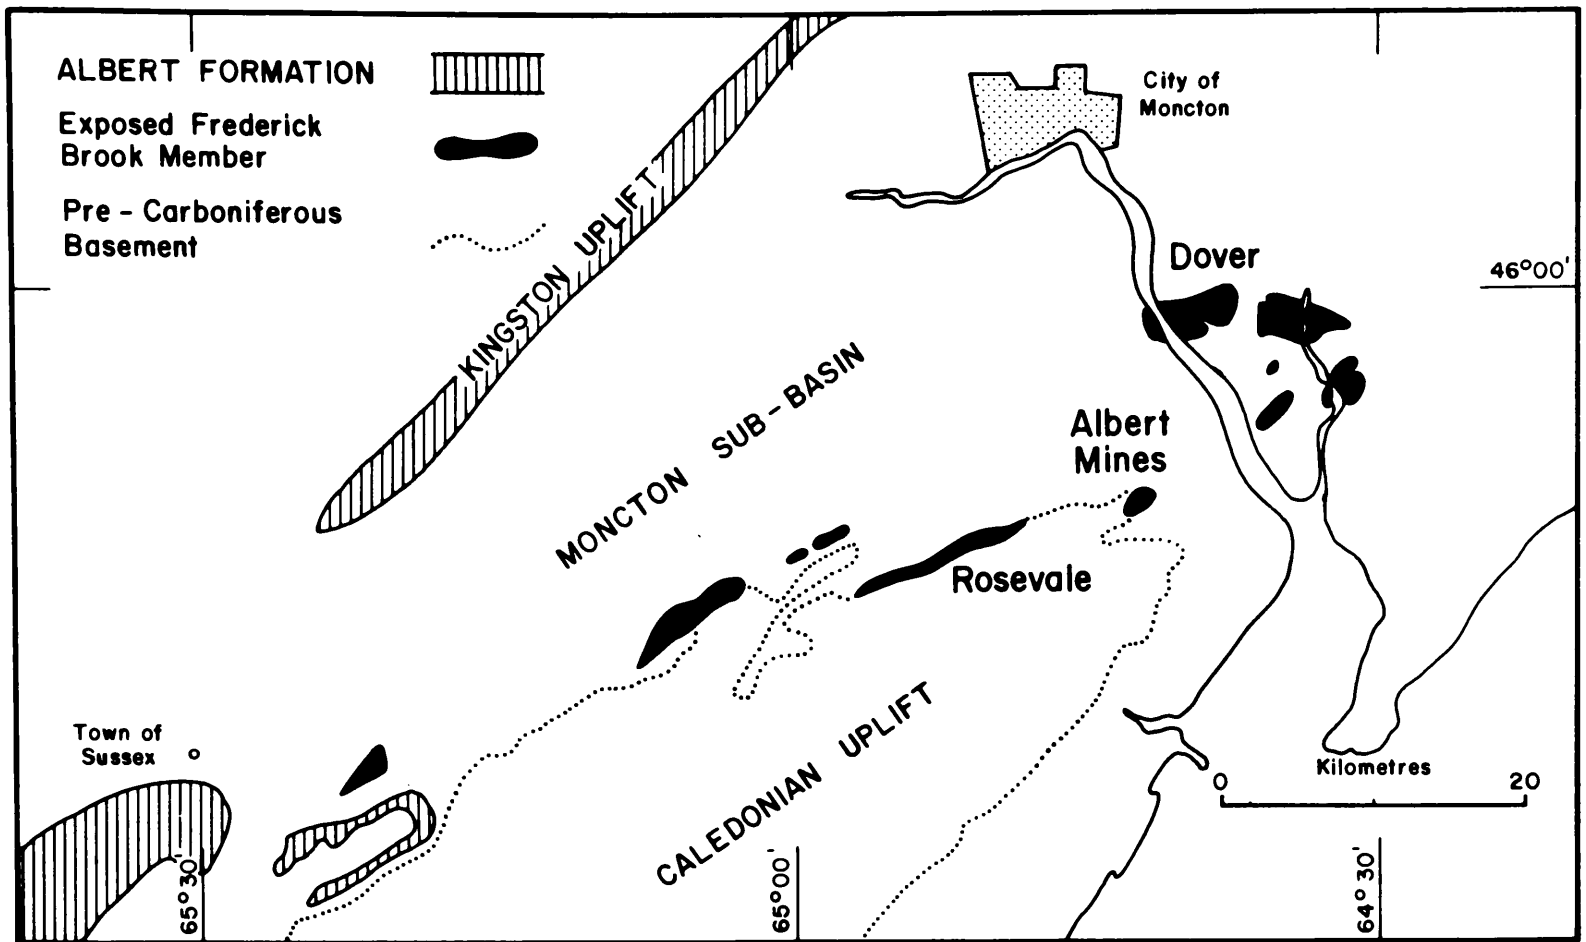 ALBERT FORMATION
Exposed Frederick
Brook Member
Pre - Carboniferous
Basement
KINGSTON UPLIFT
City of
Moncton
Dover
46°00'
MONCTON SUB-BASIN
Albert
Mines
Rosevale
CALEDONIAN UPLIFT
Town of
Sussex
Kilometres
0 20
65° 30'
65° 00'
64° 30'